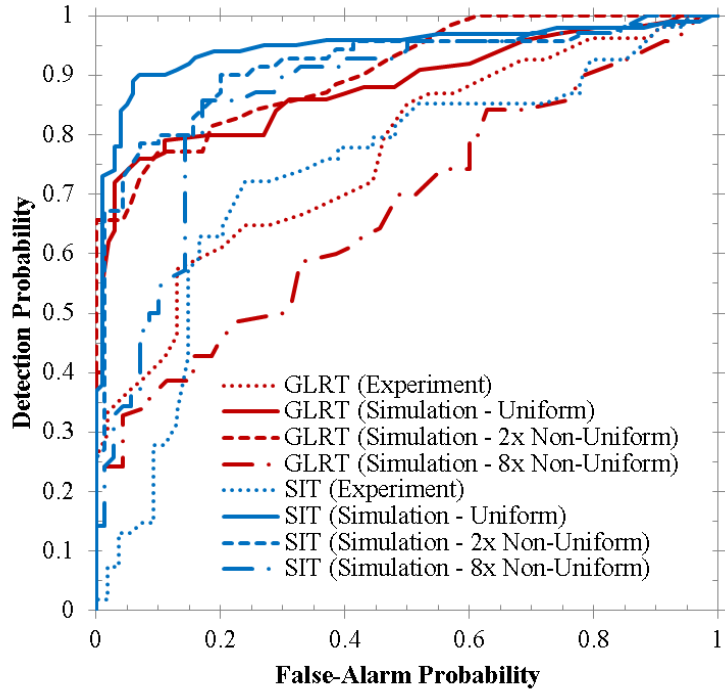 1
0.9
0.8
0.7
0.6
0.5
0.4
0.3
0.2
0.1
0
Detection Probability
GLRT (Experiment)
GLRT (Simulation - Uniform)
GLRT (Simulation - 2x Non-Uniform)
GLRT (Simulation - 8x Non-Uniform)
SIT (Experiment)
SIT (Simulation - Uniform)
SIT (Simulation - 2x Non-Uniform)
SIT (Simulation - 8x Non-Uniform)
0 0.2 0.4 0.6 0.8 1
False-Alarm Probability